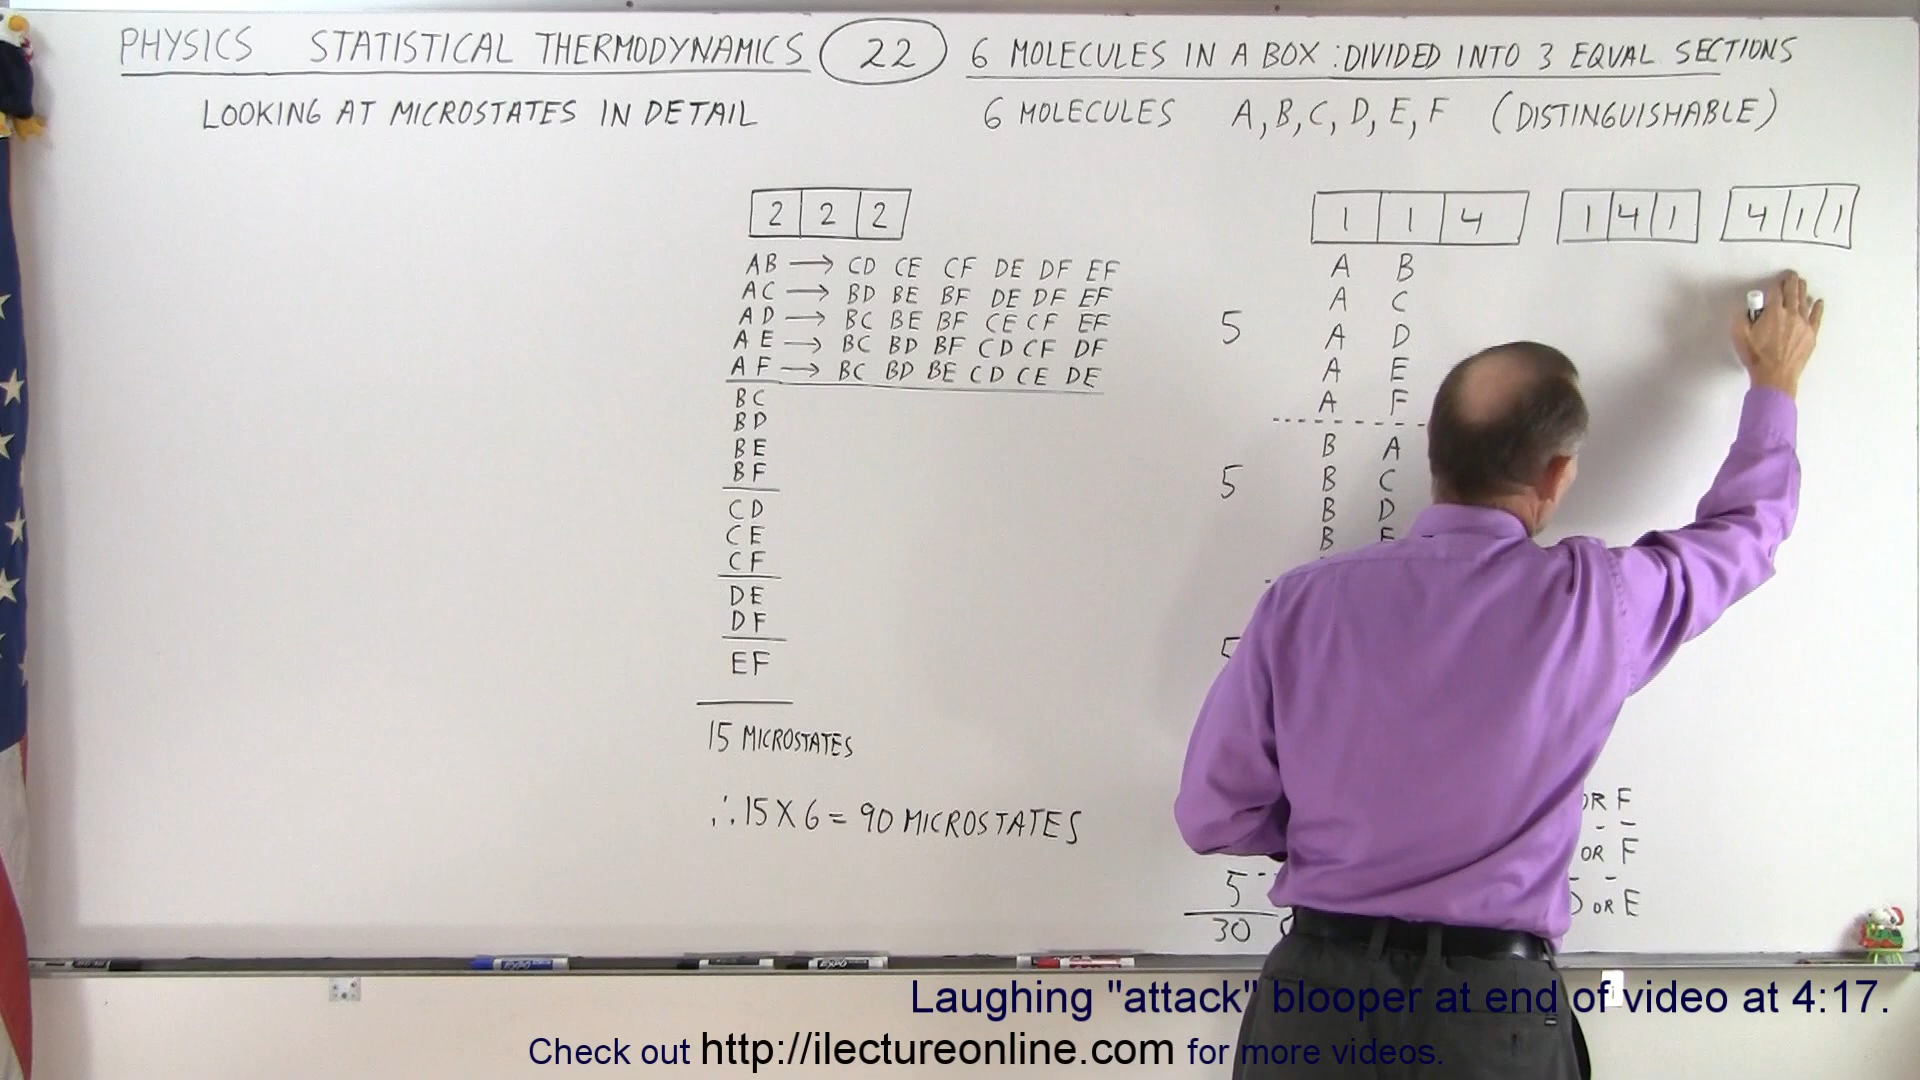 PHYSICS STATISTICAL THERMODYNAMICS 22 6 MOLECULES IN A BOX : DIVIDED INTO 3 EQUAL SECTIONS
LOOKING AT MICROSTATES IN DETAIL
6 MOLECULES A, B, C, D, E, F (DISTINGUISHABLE)
2 2 2
AB → CD CE CF DE DF EF
AC → BD BE BF DE DF EF
AD → BC BE BF CE CF EF
AE → BC BD BF CD CF DF
AF → BC BD BE CD CE DE
BC
BD
BE
BF
CD
CE
CF
DE
DF
EF
15 MICROSTATES
∴ 15 X 6 = 90 MICROSTATES
1 1 4
1 4 1
4 1 1
A B
A C
5 A D
A E
A F
B A
5 B C
B D
B E
OR F
OR F
5
D OR E
30
Laughing "attack" blooper at end of video at 4:17.
Check out http://ilectureonline.com for more videos.